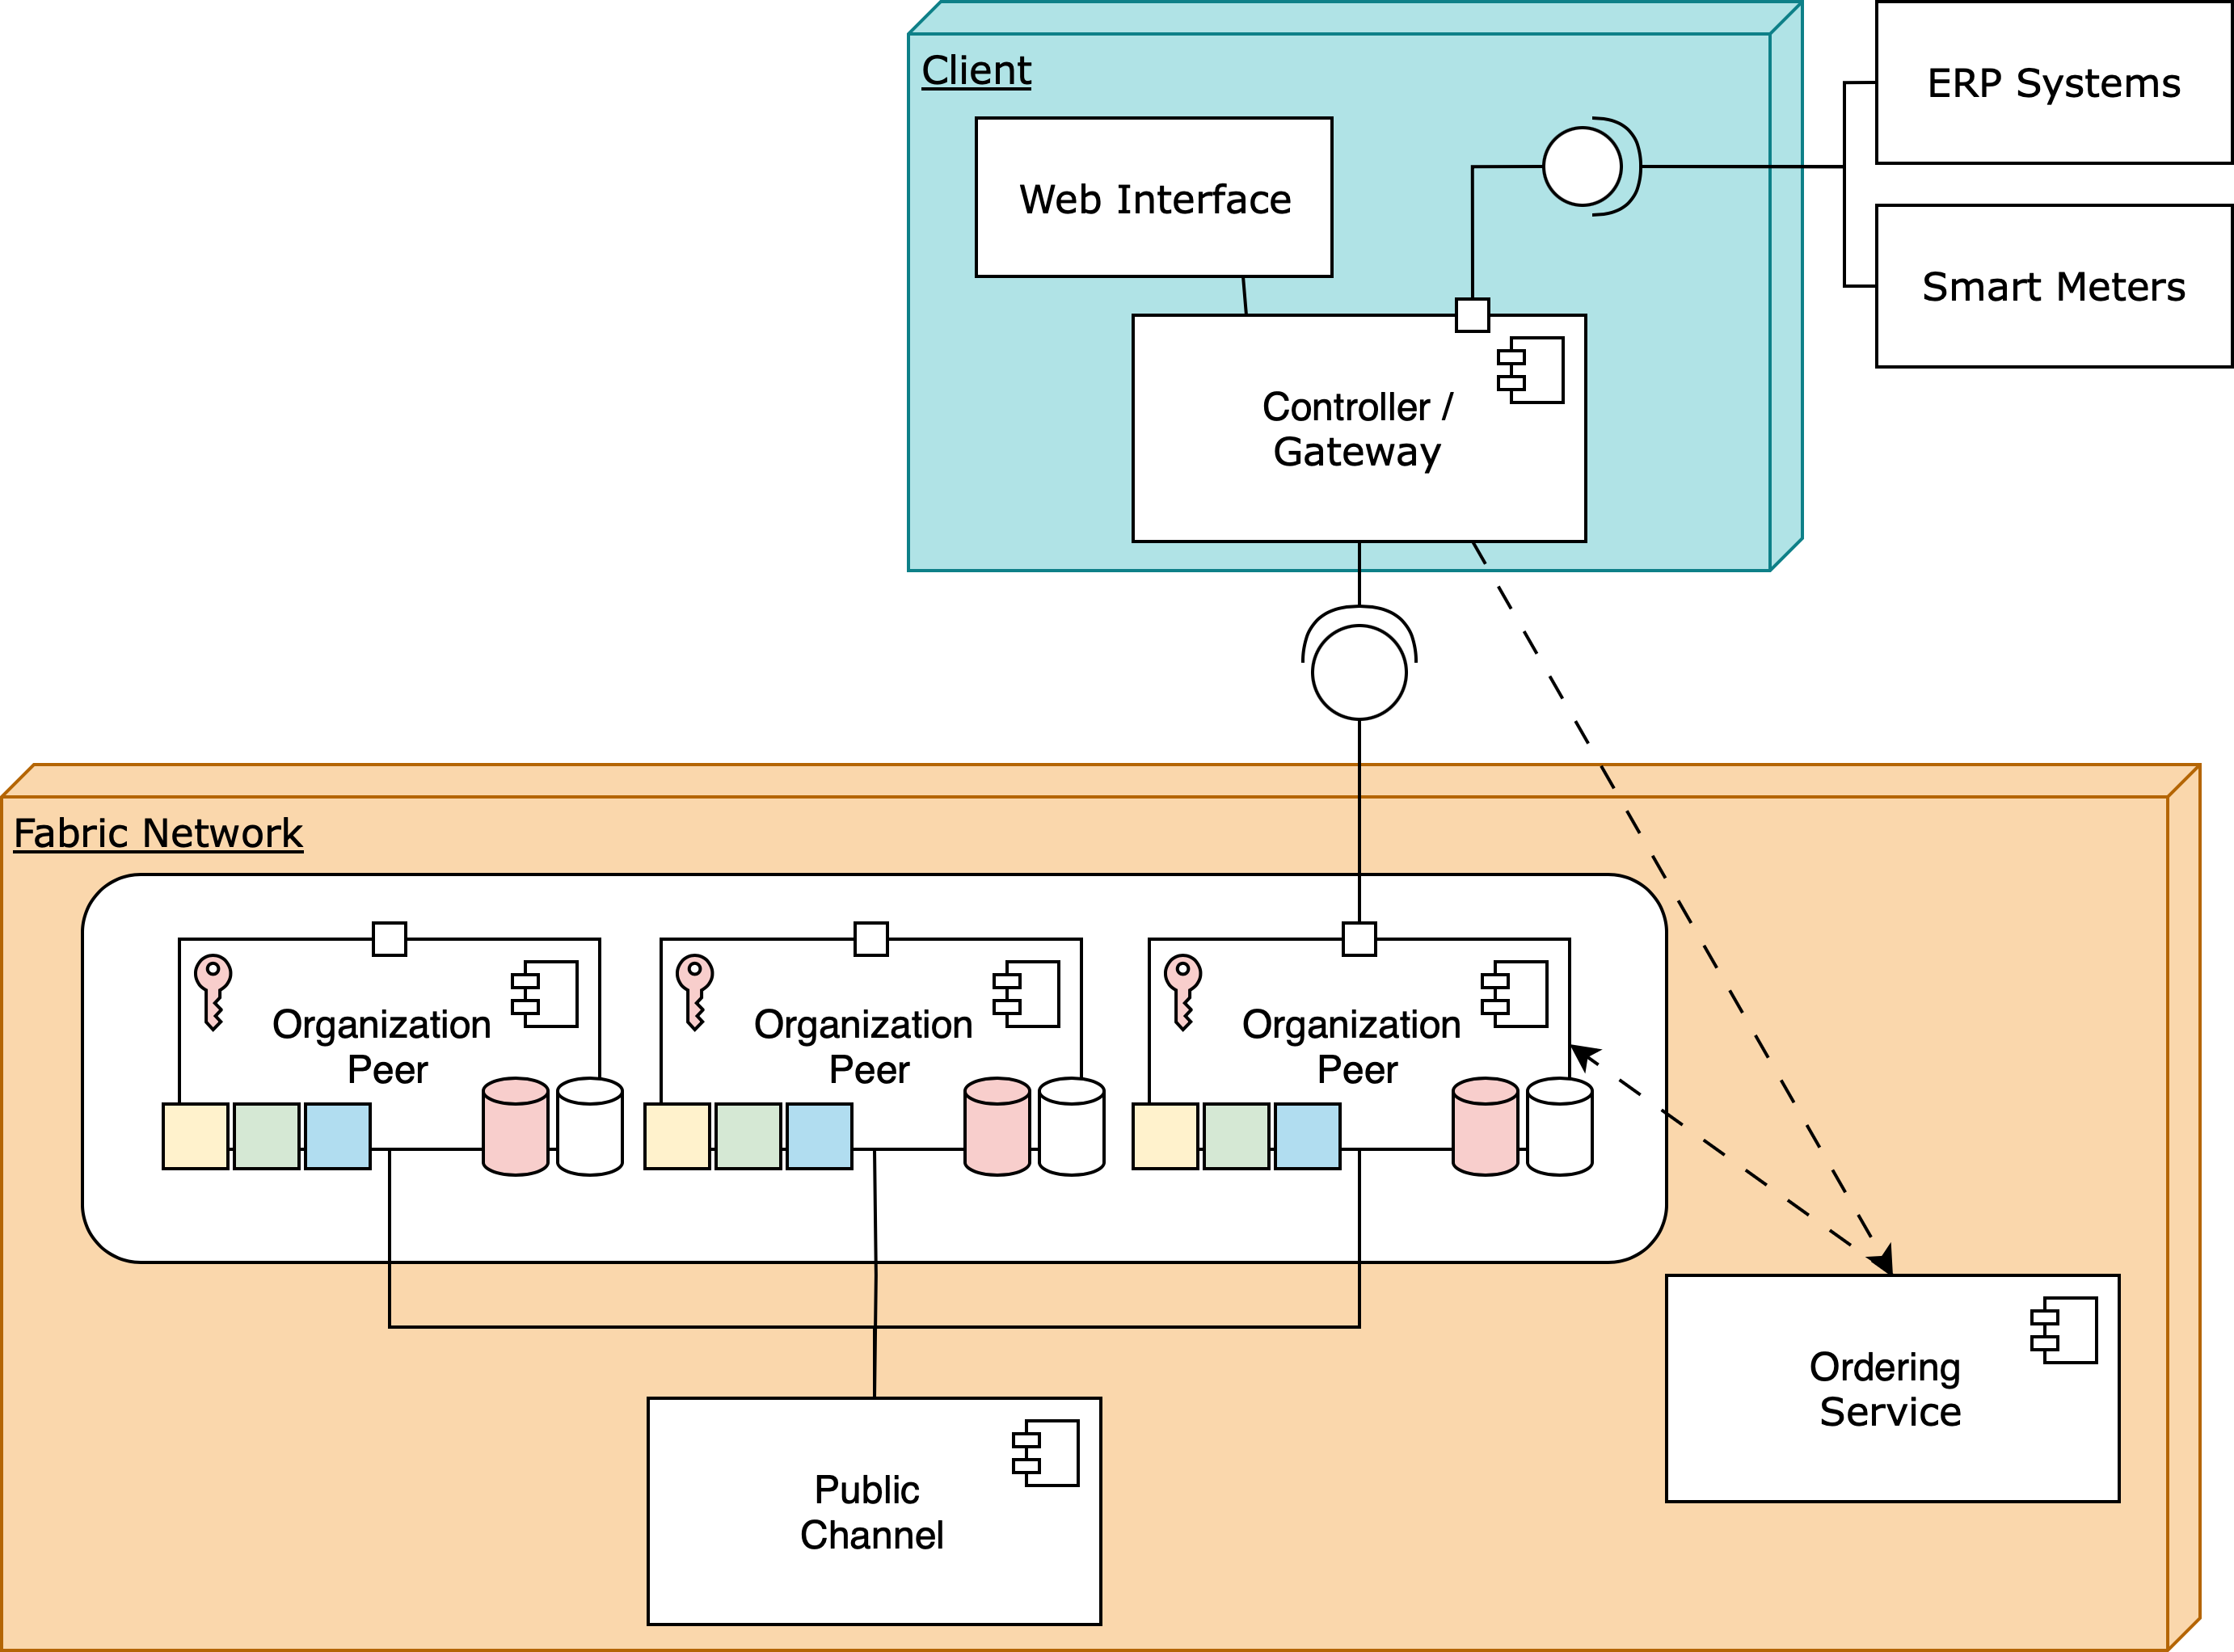 Client
ERP Systems
Web Interface
Smart Meters
Controller /
Gateway
Fabric Network
Organization
Peer
Organization
Peer
Organization
Peer
Ordering
Service
Public
Channel